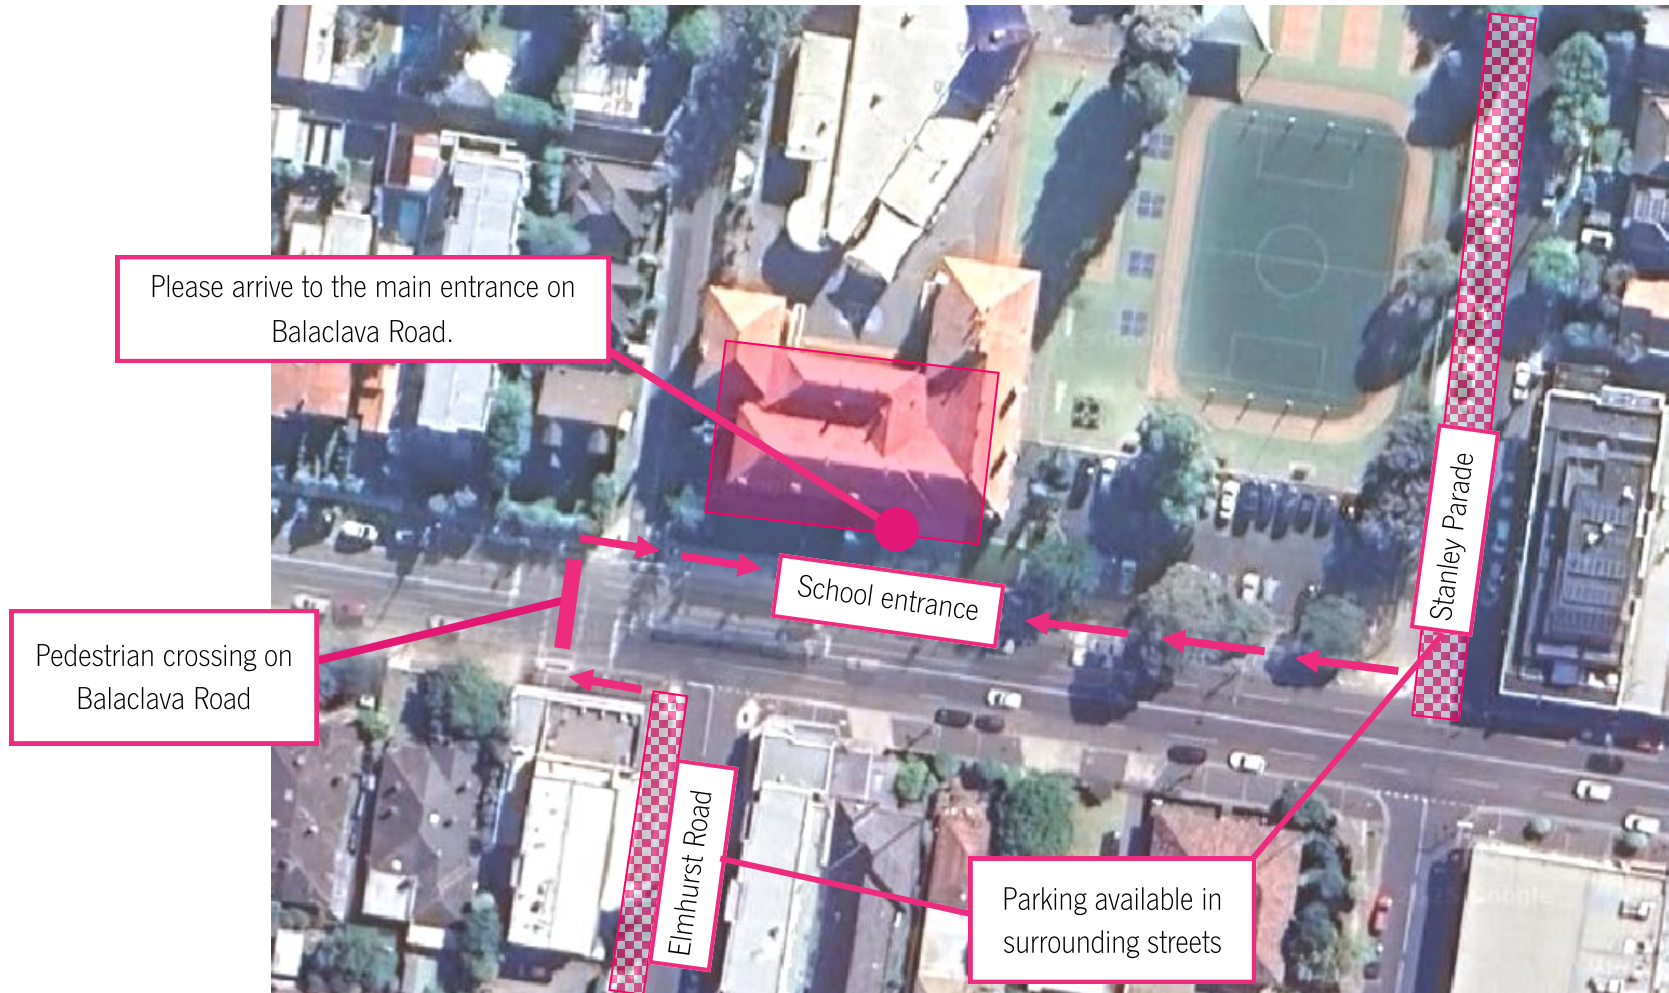 Please arrive to the main entrance on
Balaclava Road.
Stanley Parade
School entrance
Pedestrian crossing on
Balaclava Road
Elmhurst Road
Parking available in
surrounding streets
Google